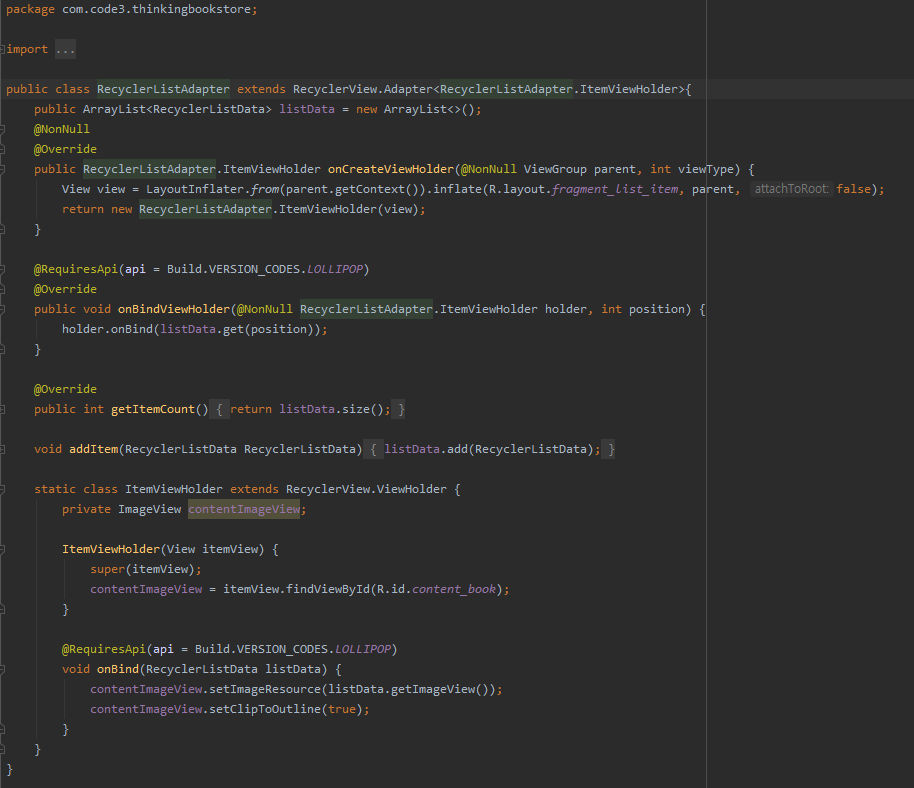 package com.code3.thinkingbookstore;
import ...
public class RecyclerListAdapter extends RecyclerView.Adapter<RecyclerListAdapter.ItemViewHolder>{
    public ArrayList<RecyclerListData> listData = new ArrayList<>();
    @NonNull
    @Override
    public RecyclerListAdapter.ItemViewHolder onCreateViewHolder(@NonNull ViewGroup parent, int viewType) {
        View view = LayoutInflater.from(parent.getContext()).inflate(R.layout.fragment_list_item, parent, attachToRoot: false);
        return new RecyclerListAdapter.ItemViewHolder(view);
    }
    @RequiresApi(api = Build.VERSION_CODES.LOLLIPOP)
    @Override
    public void onBindViewHolder(@NonNull RecyclerListAdapter.ItemViewHolder holder, int position) {
        holder.onBind(listData.get(position));
    }
    @Override
    public int getItemCount() { return listData.size(); }
    void addItem(RecyclerListData RecyclerListData) { listData.add(RecyclerListData); }
    static class ItemViewHolder extends RecyclerView.ViewHolder {
        private ImageView contentImageView;
        ItemViewHolder(View itemView) {
            super(itemView);
            contentImageView = itemView.findViewById(R.id.content_book);
        }
        @RequiresApi(api = Build.VERSION_CODES.LOLLIPOP)
        void onBind(RecyclerListData listData) {
            contentImageView.setImageResource(listData.getImageView());
            contentImageView.setClipToOutline(true);
        }
    }
}